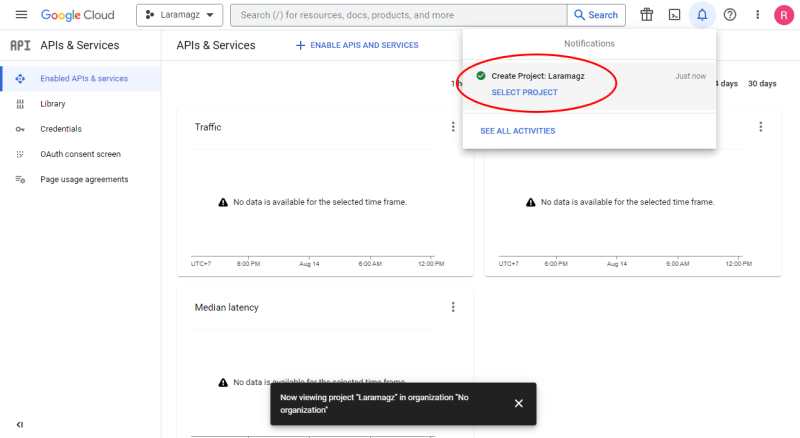 Google Cloud
Laramagz
Search (/) for resources, docs, products, and more
Search
R
API APIs & Services
APIs & Services
ENABLE APIS AND SERVICES
Notifications
Create Project: Laramagz
Just now
SELECT PROJECT
SEE ALL ACTIVITIES
Enabled APIs & services
Library
Credentials
OAuth consent screen
Page usage agreements
days
30 days
Traffic
No data is available for the selected time frame.
UTC+7 6:00 PM Aug 14 6:00 AM 12:00 PM
No data is available for the selected time frame.
UTC+7 6:00 PM Aug 14 6:00 AM 12:00 PM
Median latency
No data is available for the selected time frame.
Now viewing project "Laramagz" in organization "No
organization"